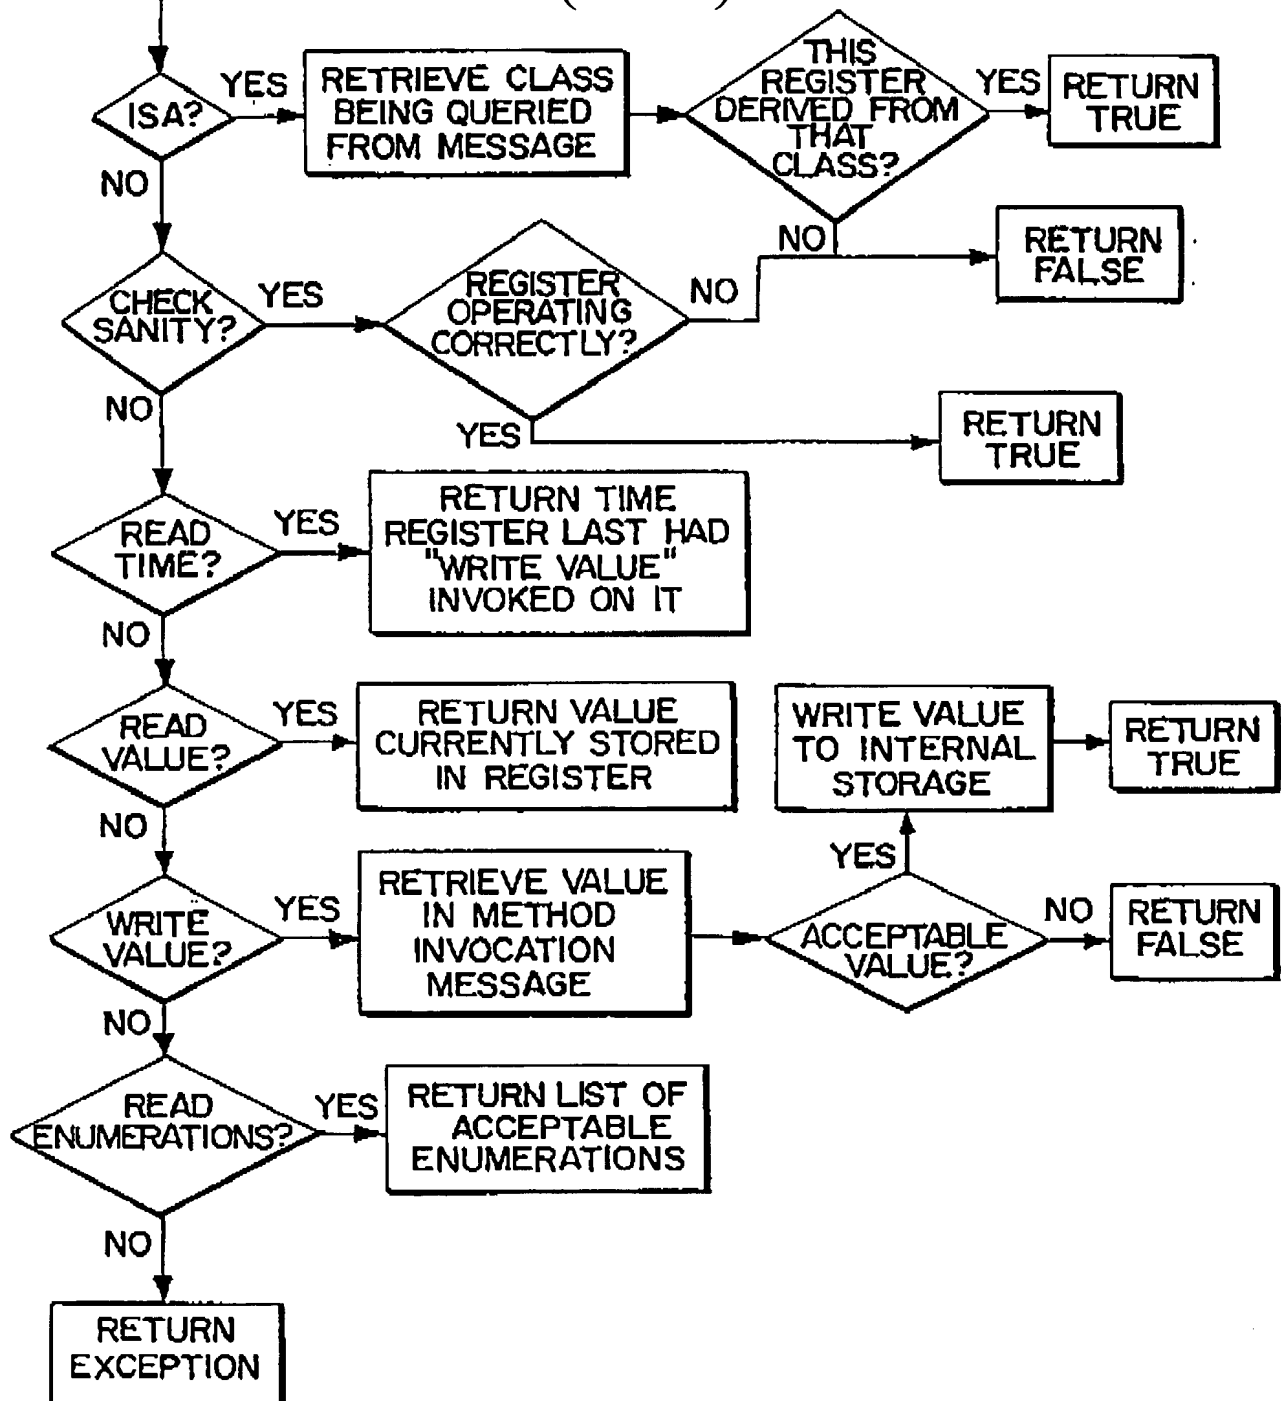 ISA?
YES
RETRIEVE CLASS
BEING QUERIED
FROM MESSAGE
THIS
REGISTER
DERIVED FROM
THAT
CLASS?
YES
RETURN
TRUE
NO
NO
RETURN
FALSE
CHECK
SANITY?
YES
REGISTER
OPERATING
CORRECTLY?
NO
NO
YES
RETURN
TRUE
READ
TIME?
YES
RETURN TIME
REGISTER LAST HAD
"WRITE VALUE"
INVOKED ON IT
NO
READ
VALUE?
YES
RETURN VALUE
CURRENTLY STORED
IN REGISTER
WRITE VALUE
TO INTERNAL
STORAGE
RETURN
TRUE
NO
YES
WRITE
VALUE?
YES
RETRIEVE VALUE
IN METHOD
INVOCATION
MESSAGE
ACCEPTABLE
VALUE?
NO
RETURN
FALSE
NO
READ
ENUMERATIONS?
YES
RETURN LIST OF
ACCEPTABLE
ENUMERATIONS
NO
RETURN
EXCEPTION